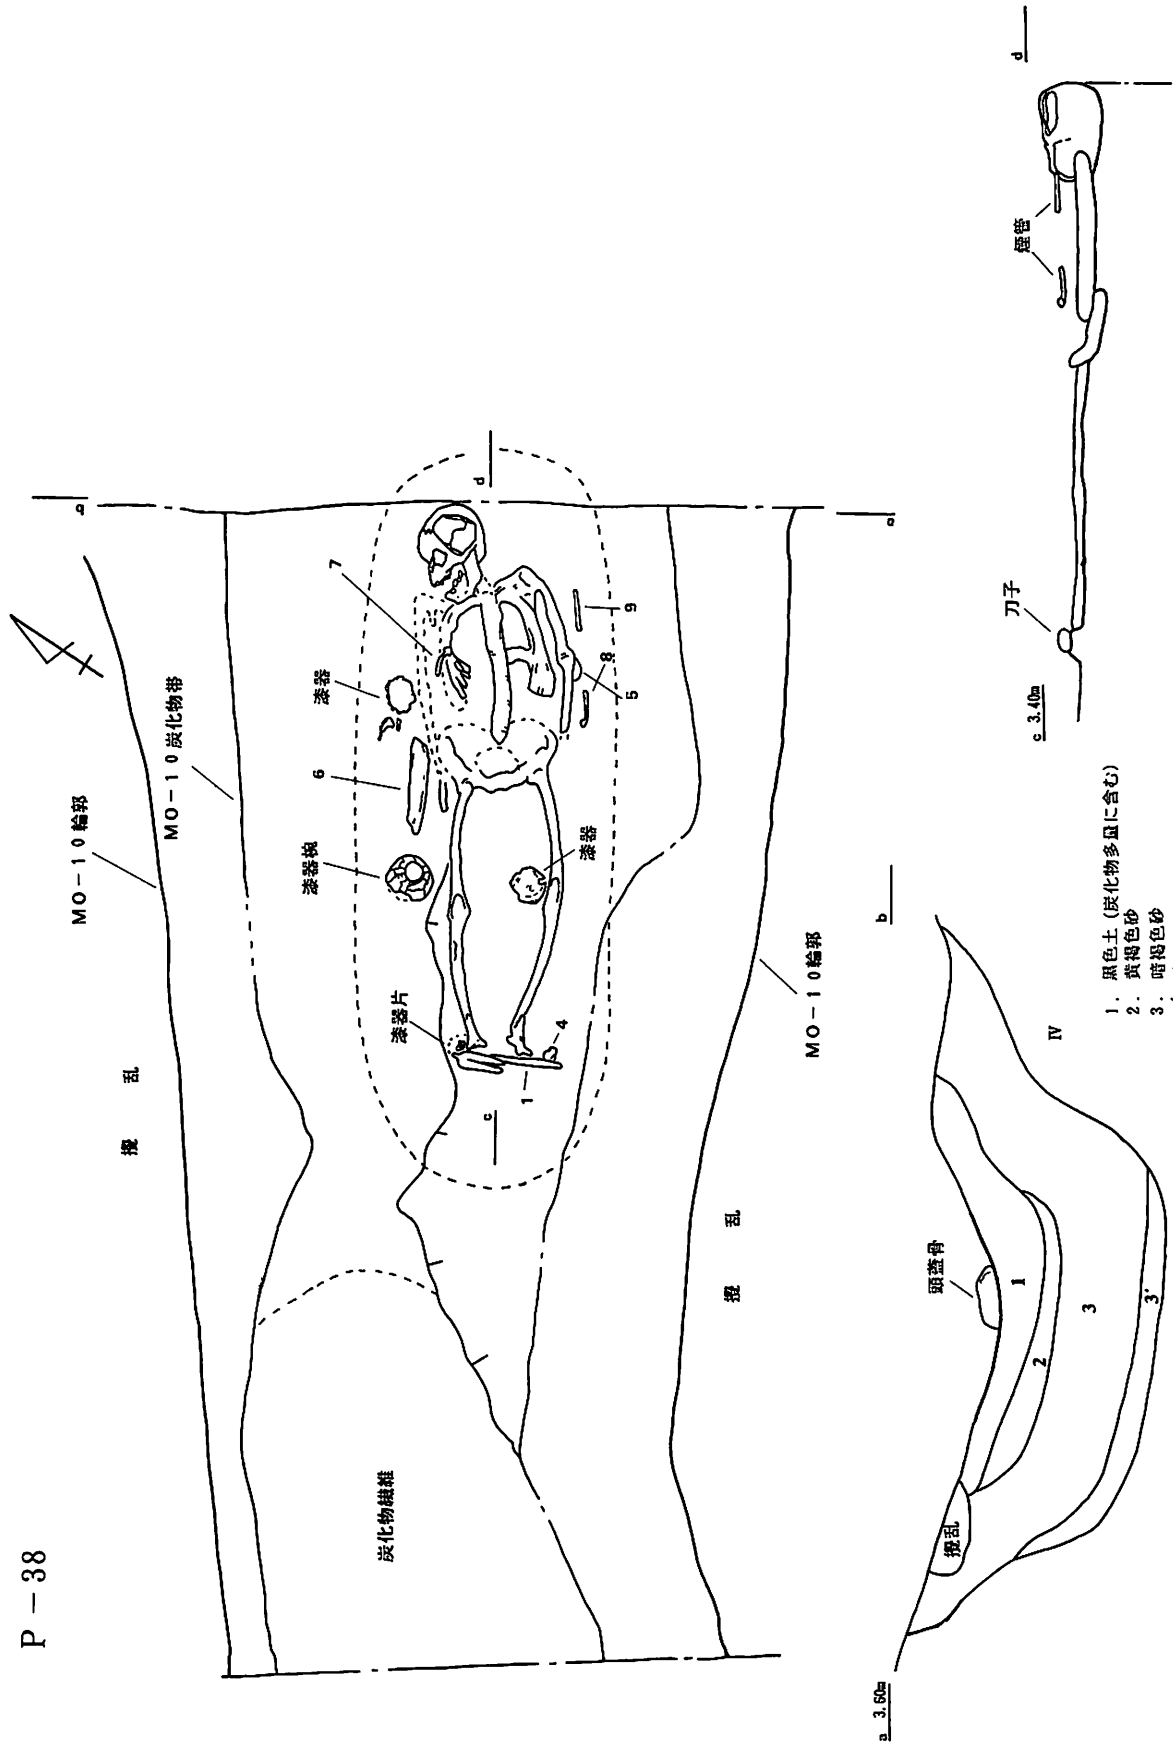 P－38
MO－10輪郭
MO－10炭化物帯
攪乱
漆器
漆器椀
漆器片
漆器
炭化物繊維
6
7
9
8
5
4
1
b
a
d
c
攪乱
MO－10輪郭
a 3.60m
b
攪乱
頭蓋骨
1
2
3
3'
Ⅳ
c 3.40m
d
刀子
煙管
1. 黒色土（炭化物多量に含む）
2. 黄褐色砂
3. 暗褐色砂